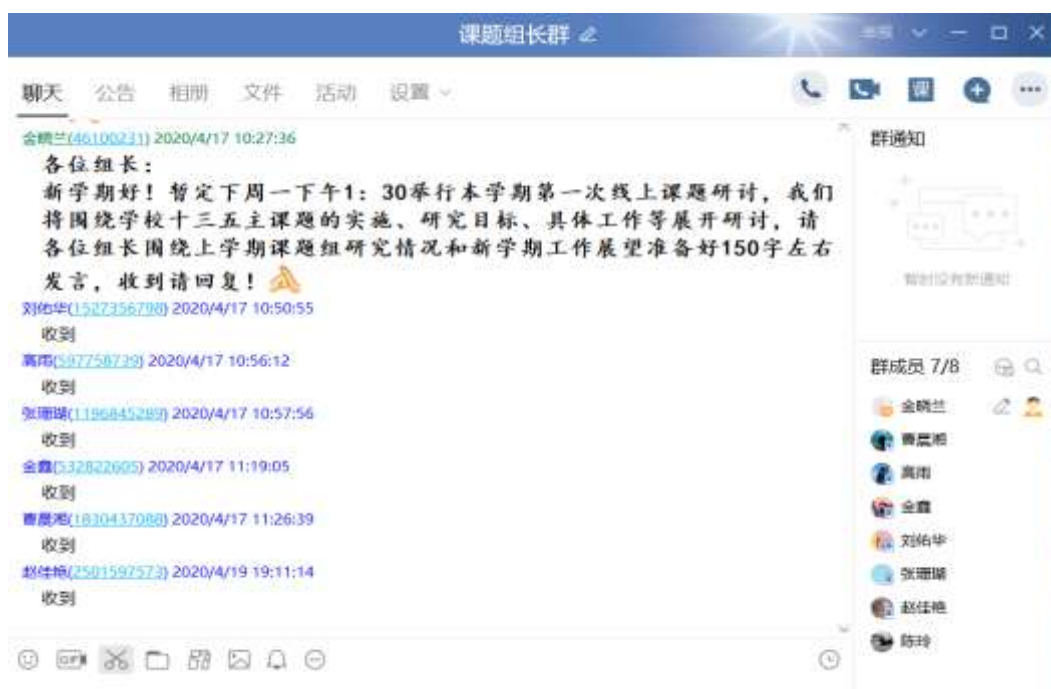 课题组长群
聊天 公告 相册 文件 活动 设置
金晓兰(46100231) 2020/4/17 10:27:36
各位组长：
新学期好！暂定下周一下午1：30举行本学期第一次线上课题研讨，我们
将围绕学校十三五主课题的实施、研究目标、具体工作等展开研讨，请
各位组长围绕上学期课题组研究情况和新学期工作展望准备好150字左右
发言，收到请回复！
刘佑华(1527356798) 2020/4/17 10:50:55
收到
高雨(597758739) 2020/4/17 10:56:12
收到
张珊瑚(1196845289) 2020/4/17 10:57:56
收到
金鑫(532822605) 2020/4/17 11:19:05
收到
曹晨湘(1830437088) 2020/4/17 11:26:39
收到
赵佳艳(2501597573) 2020/4/19 19:11:14
收到
课
群通知
暂时没有新通知
群成员 7/8
金晓兰
曹晨湘
高雨
金鑫
刘佑华
张珊瑚
赵佳艳
陈玲
GIF